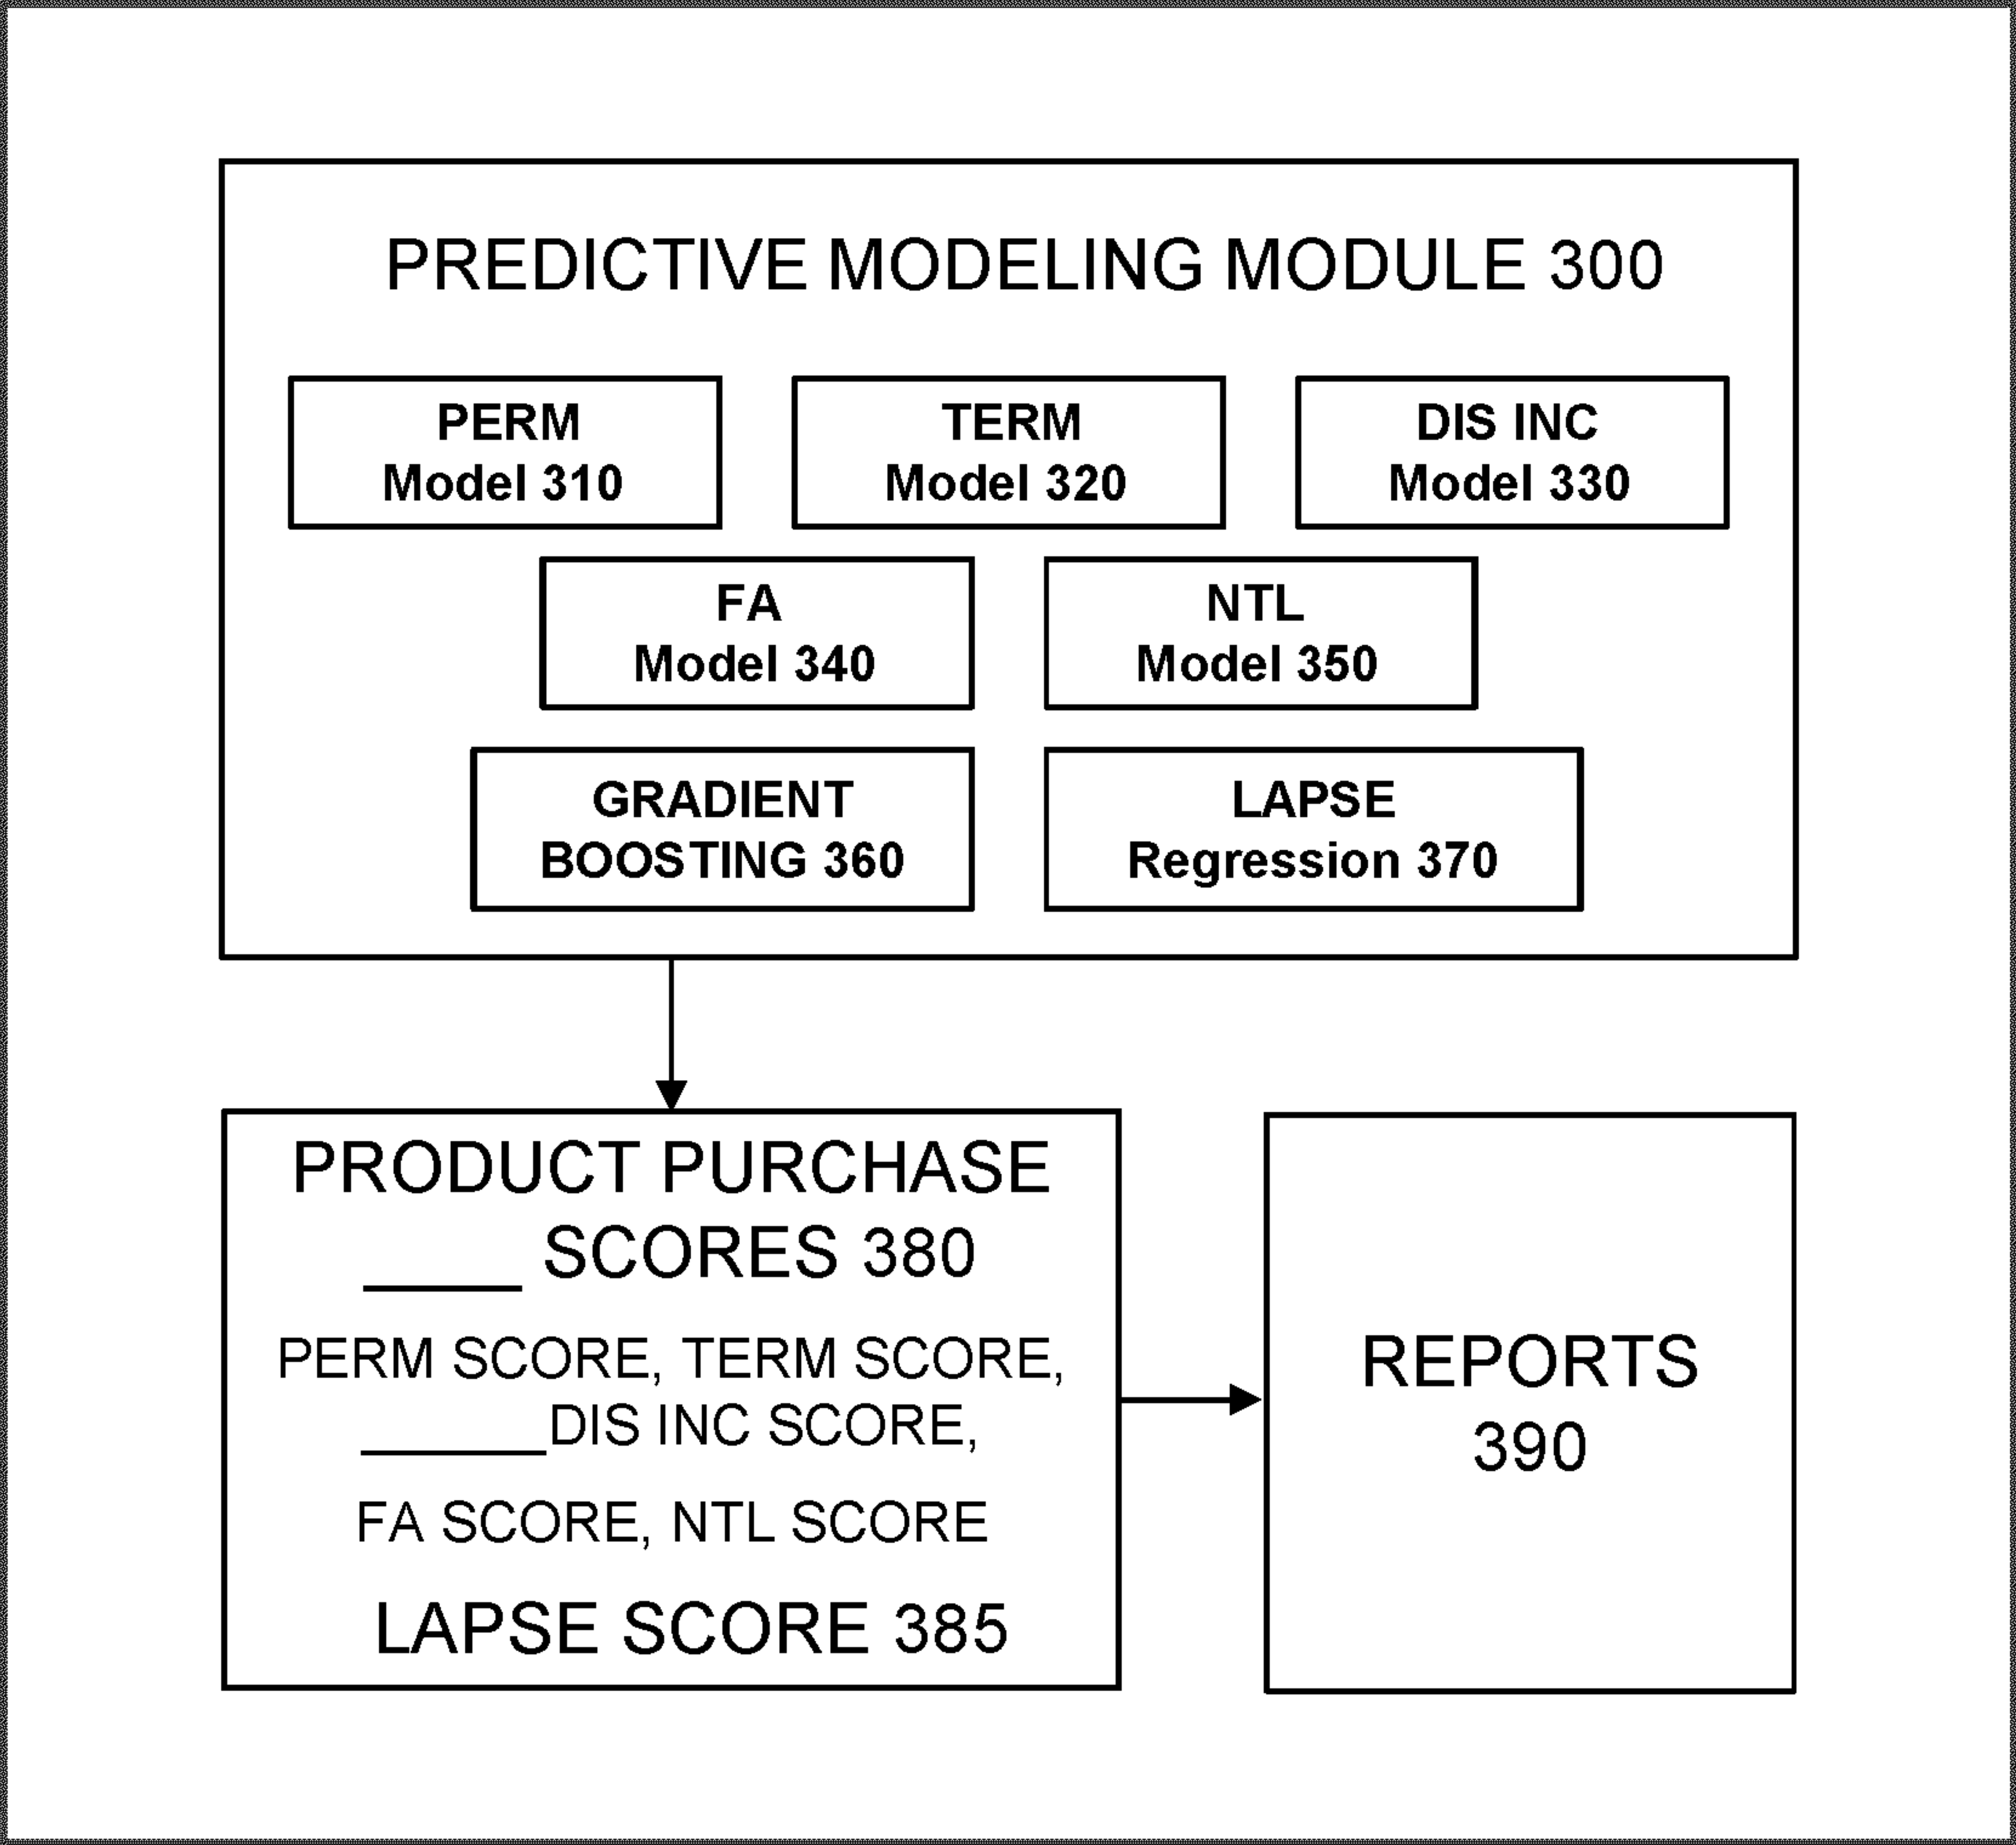 PREDICTIVE MODELING MODULE 300
PERM
Model 310
TERM
Model 320
DIS INC
Model 330
FA
Model 340
NTL
Model 350
GRADIENT
BOOSTING 360
LAPSE
Regression 370
PRODUCT PURCHASE
____ SCORES 380
PERM SCORE, TERM SCORE,
______DIS INC SCORE,
FA SCORE, NTL SCORE
LAPSE SCORE 385
REPORTS
390